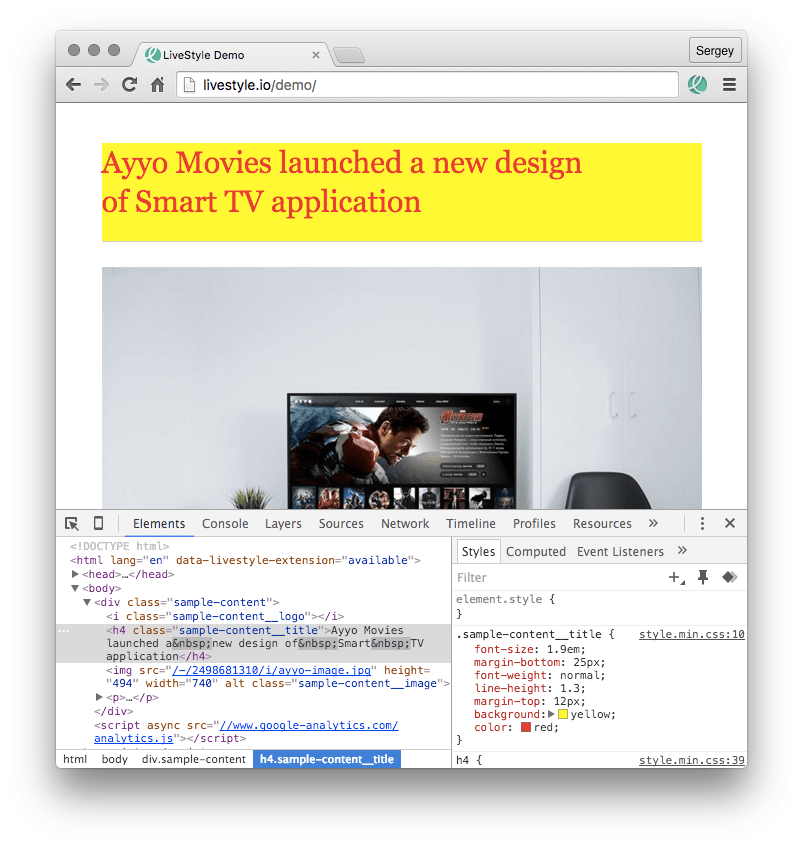 LiveStyle Demo
Sergey
livestyle.io/demo/
Ayyo Movies launched a new design
of Smart TV application
Elements Console Layers Sources Network Timeline Profiles Resources »
<!DOCTYPE html>
<html lang="en" data-livestyle-extension="available">
▶<head>…</head>
▼<body>
▼<div class="sample-content">
<i class="sample-content__logo"></i>
<h4 class="sample-content__title">Ayyo Movies
launched a&nbsp;new design of&nbsp;Smart&nbsp;TV
application</h4>
<img src="/-/2498681310/i/ayyo-image.jpg" height=
"494" width="740" alt class="sample-content__image">
▶<p>…</p>
</div>
<script async src="//www.google-analytics.com/
analytics.js"></script>
html body div.sample-content h4.sample-content__title
Styles Computed Event Listeners »
Filter
element.style {
}
.sample-content__title { style.min.css:10
font-size: 1.9em;
margin-bottom: 25px;
font-weight: normal;
line-height: 1.3;
margin-top: 12px;
background:▶yellow;
color: red;
}
h4 { style.min.css:39